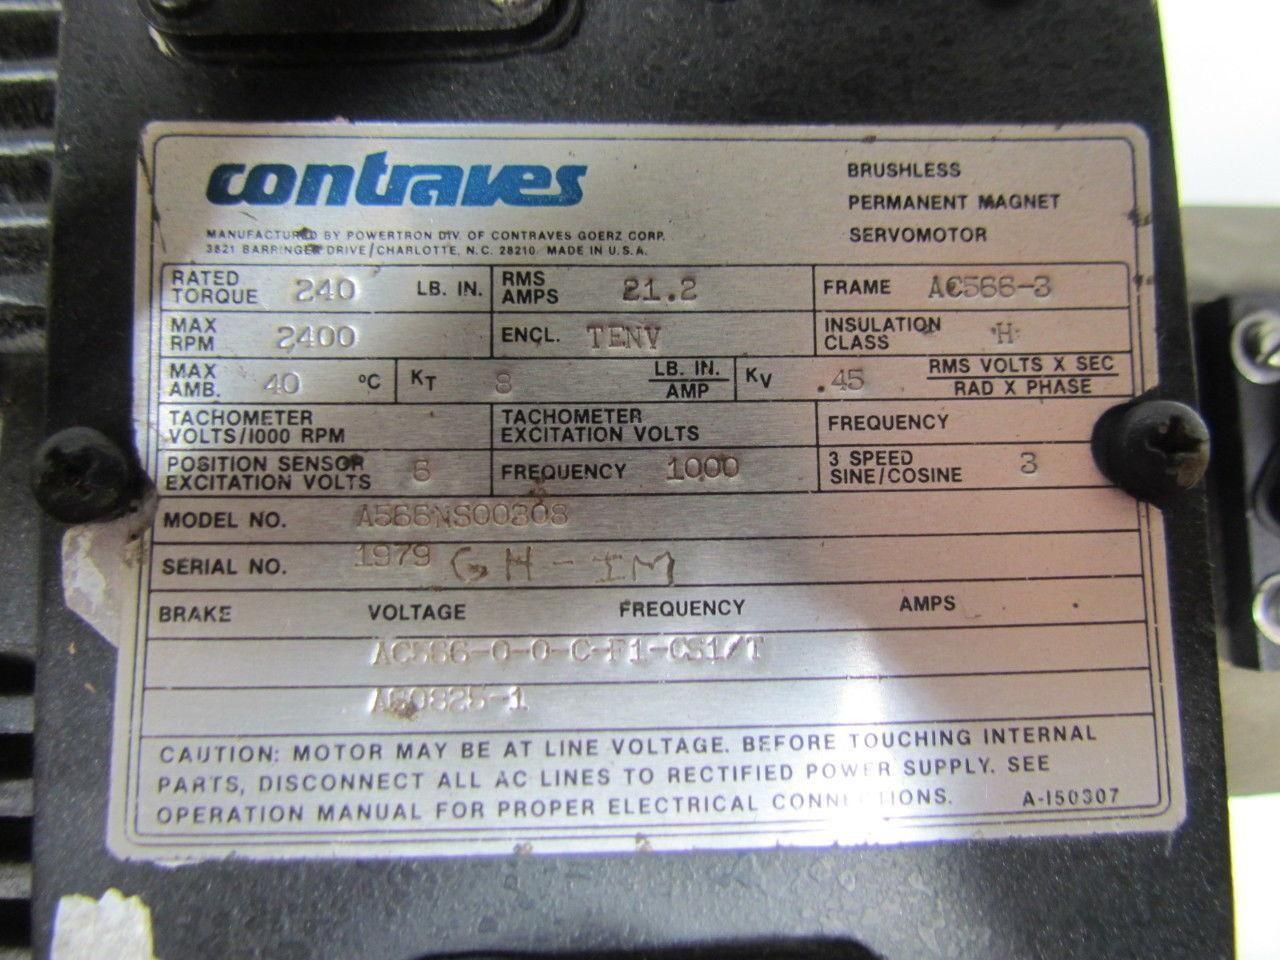 contraves
BRUSHLESS
PERMANENT MAGNET
SERVOMOTOR
MANUFACTURED BY POWERTRON DIV. OF CONTRAVES GOERZ CORP.
3821 BARRINGER DRIVE/CHARLOTTE, N.C. 28210 MADE IN U.S.A.
RATED TORQUE 240 LB. IN. RMS AMPS 21.2 FRAME AC566-3
MAX RPM 2400 ENCL. TENV INSULATION CLASS H
MAX AMB. 40 °C KT 8 LB. IN. / AMP KV .45 RMS VOLTS X SEC / RAD X PHASE
TACHOMETER VOLTS/1000 RPM TACHOMETER EXCITATION VOLTS FREQUENCY
POSITION SENSOR EXCITATION VOLTS 6 FREQUENCY 1000 3 SPEED SINE/COSINE 3
MODEL NO. A566NS00308
SERIAL NO. 1979 GH-IM
BRAKE VOLTAGE FREQUENCY AMPS
AC566-0-0-C-F1-CS1/T
A60825-1
CAUTION: MOTOR MAY BE AT LINE VOLTAGE. BEFORE TOUCHING INTERNAL
PARTS, DISCONNECT ALL AC LINES TO RECTIFIED POWER SUPPLY. SEE
OPERATION MANUAL FOR PROPER ELECTRICAL CONNECTIONS. A-150307